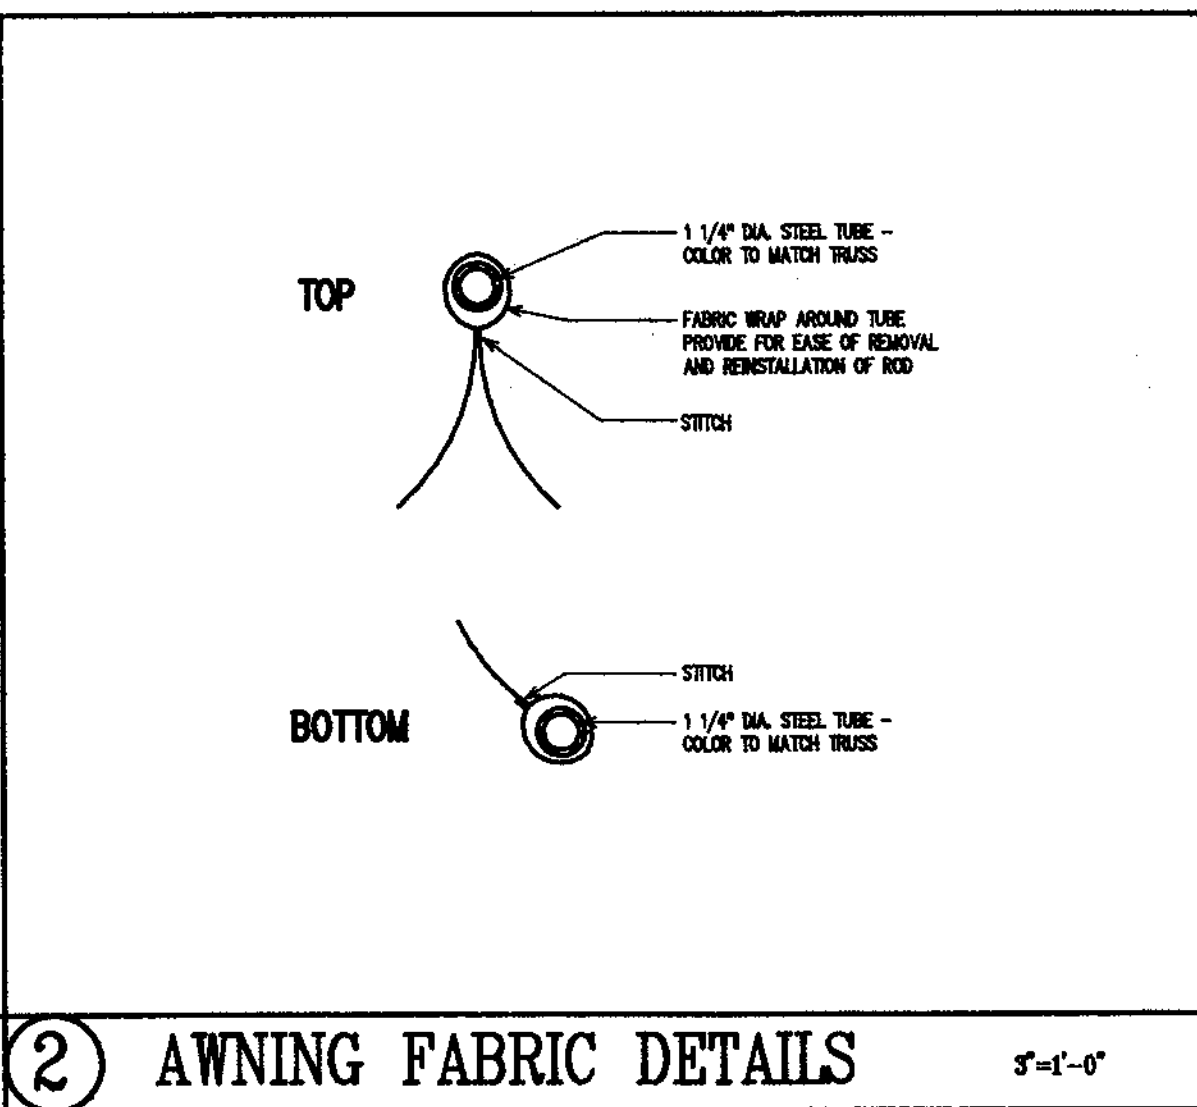 1 1/4" DIA. STEEL TUBE -
COLOR TO MATCH TRUSS
TOP
FABRIC WRAP AROUND TUBE
PROVIDE FOR EASE OF REMOVAL
AND REINSTALLATION OF ROD
STITCH
STITCH
BOTTOM
1 1/4" DIA. STEEL TUBE -
COLOR TO MATCH TRUSS
2 AWNING FABRIC DETAILS 3"=1'-0"